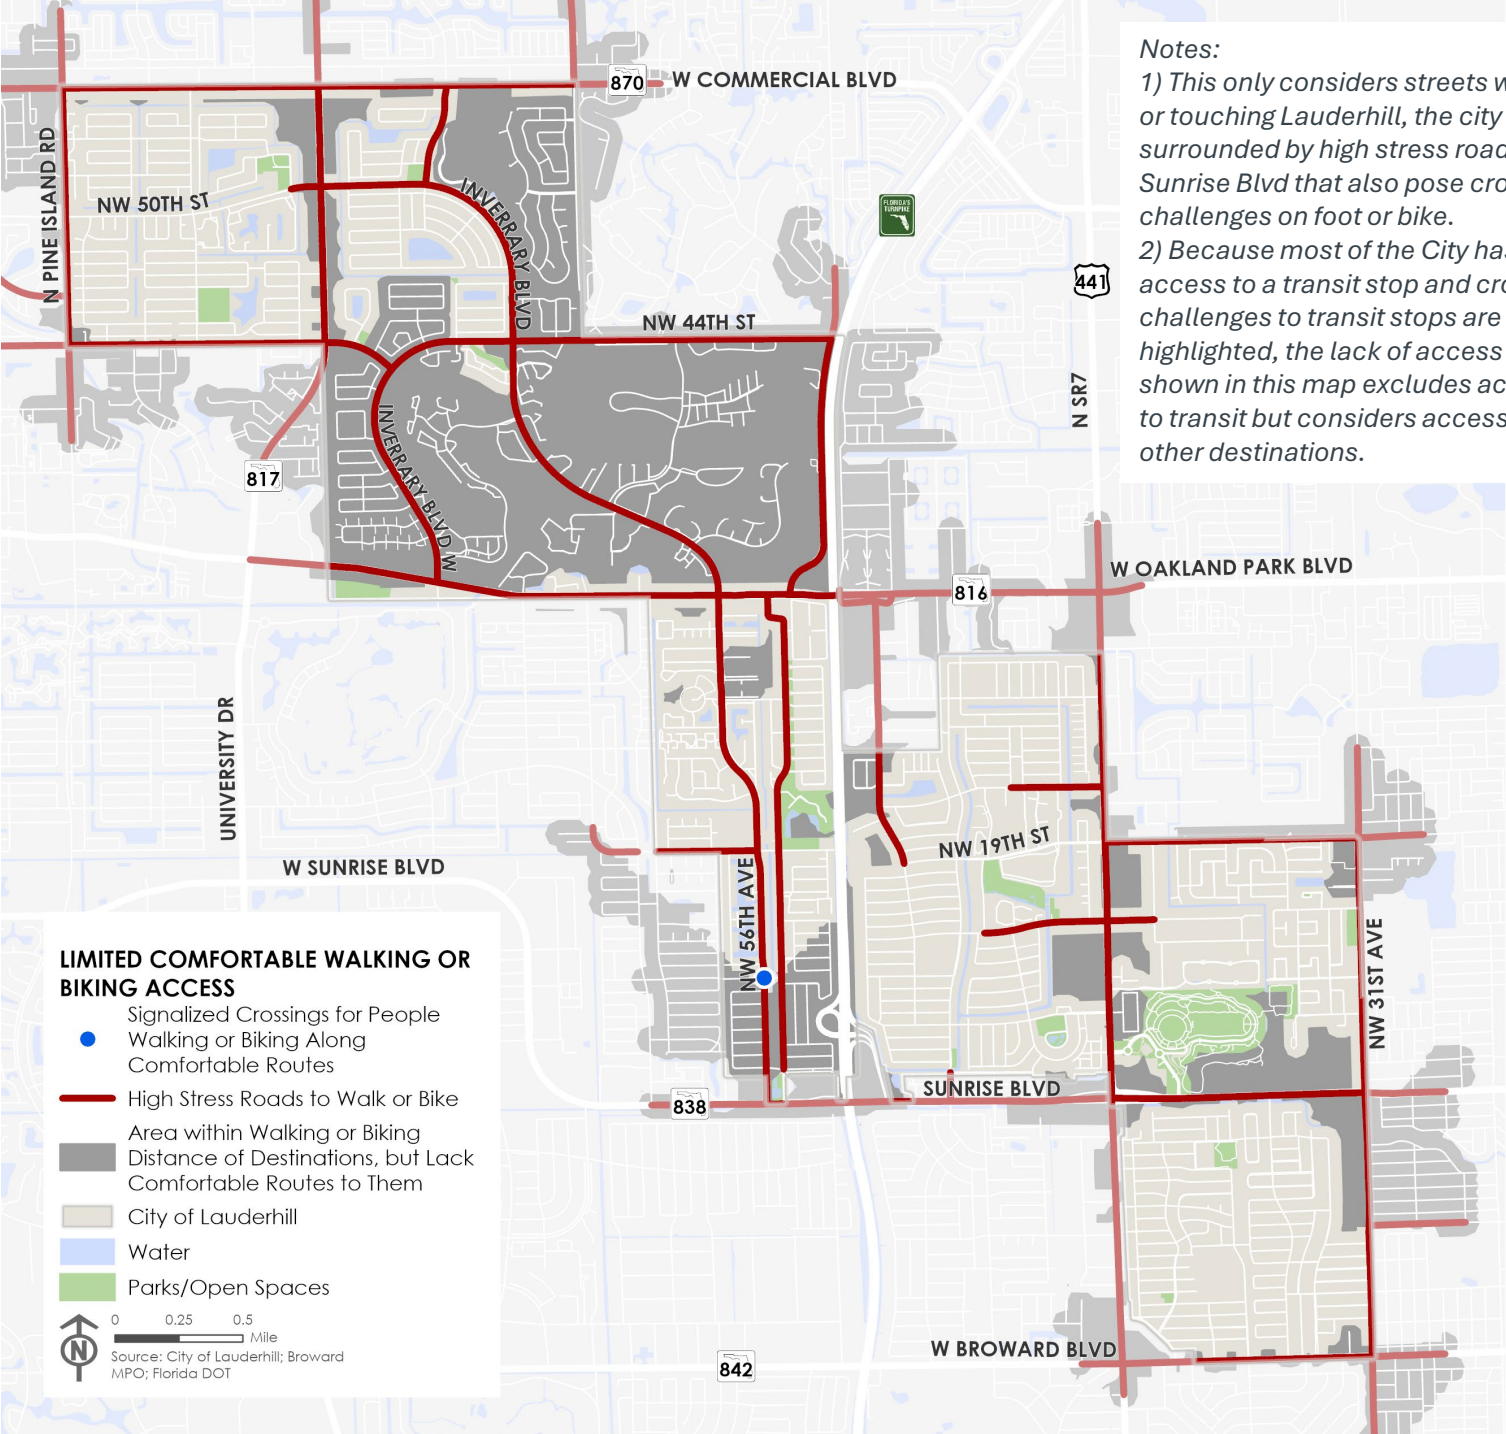 Notes:
1) This only considers streets w
or touching Lauderhill, the city
surrounded by high stress road
Sunrise Blvd that also pose cro
challenges on foot or bike.
2) Because most of the City has
access to a transit stop and cro
challenges to transit stops are
highlighted, the lack of access
shown in this map excludes ac
to transit but considers access
other destinations.
870
W COMMERCIAL BLVD
N PINE ISLAND RD
NW 50TH ST
INVERRARY BLVD
FLORIDA'S
TURNPIKE
441
NW 44TH ST
N SR7
INVERRARY BLVD W
817
W OAKLAND PARK BLVD
816
UNIVERSITY DR
NW 19TH ST
W SUNRISE BLVD
NW 56TH AVE
NW 31ST AVE
SUNRISE BLVD
838
W BROWARD BLVD
842
LIMITED COMFORTABLE WALKING OR
BIKING ACCESS
Signalized Crossings for People
Walking or Biking Along
Comfortable Routes
High Stress Roads to Walk or Bike
Area within Walking or Biking
Distance of Destinations, but Lack
Comfortable Routes to Them
City of Lauderhill
Water
Parks/Open Spaces
0 0.25 0.5
Mile
N
Source: City of Lauderhill; Broward
MPO; Florida DOT